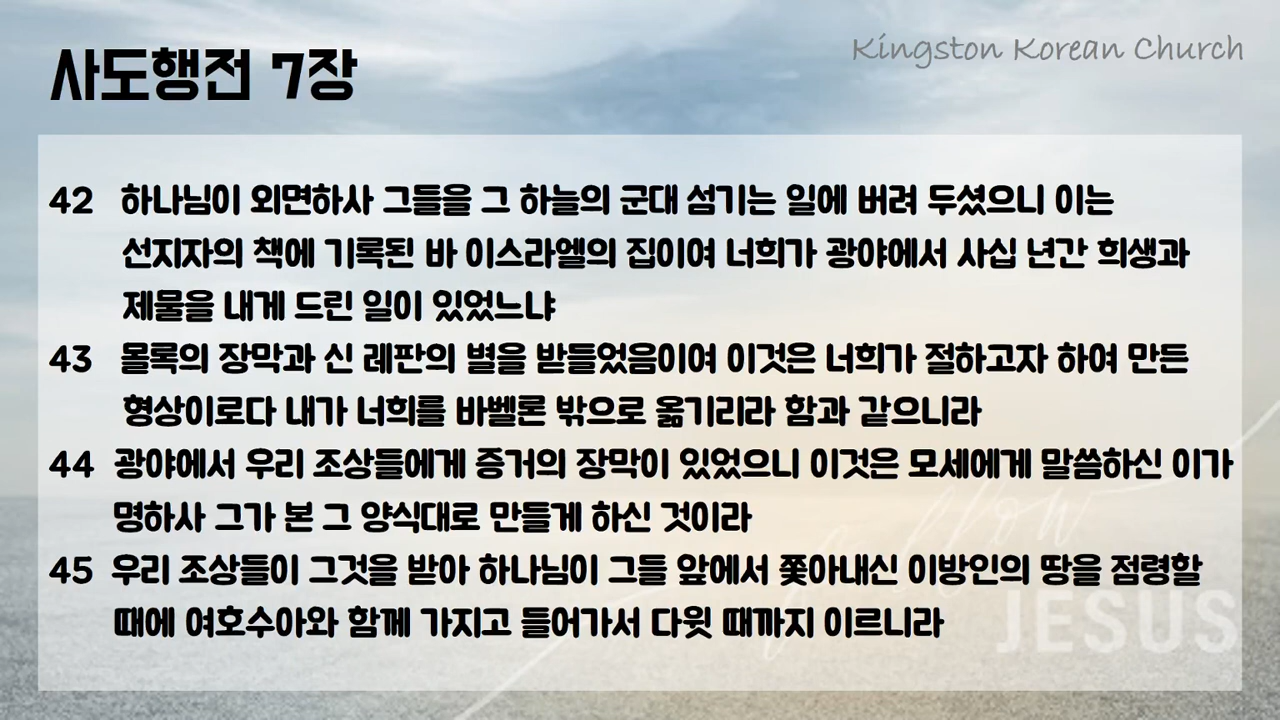 Kingston Korean Church
사도행전 7장
42 하나님이 외면하사 그들을 그 하늘의 군대 섬기는 일에 버려 두셨으니 이는
선지자의 책에 기록된 바 이스라엘의 집이여 너희가 광야에서 사십 년간 희생과
제물을 내게 드린 일이 있었느냐
43 몰록의 장막과 신 레판의 별을 받들었음이여 이것은 너희가 절하고자 하여 만든
형상이로다 내가 너희를 바벨론 밖으로 옮기리라 함과 같으니라
44 광야에서 우리 조상들에게 증거의 장막이 있었으니 이것은 모세에게 말씀하신 이가
명하사 그가 본 그 양식대로 만들게 하신 것이라
45 우리 조상들이 그것을 받아 하나님이 그들 앞에서 쫓아내신 이방인의 땅을 점령할
때에 여호수아와 함께 가지고 들어가서 다윗 때까지 이르니라
follow
JESUS